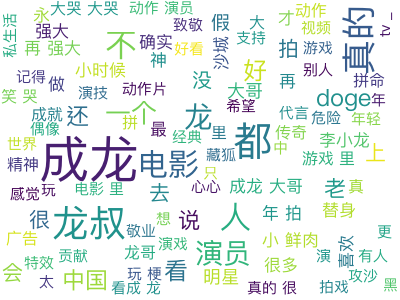 大哭 大哭
动作 演员
永
强大
再 强大
致敬
神
好看
假
沙城
才
动作
大
支持
拍
视频
游戏
真的
tv_
私生活
笑 哭
确实
小时候
没
大哥
好
再
别人
拼命
记得
做
不
动作片
希望
doge
年
成就
演技
还
一个
拼
最
龙
里
代言
危险
年轻
偶像
经典
都
传奇
李小龙
世界
成龙
电影
藏狐
中
游戏 里
上
精神
只
感觉
玩
电影 里
去
心心
成龙 大哥
老
真
很
龙叔
说
人
想
年 拍
替身
广告
敬业
演员
小 鲜肉
喜欢
更
会
特效
贡献
龙哥
演戏
演
有人
中国
看
明星
很多
攻沙
太
玩 梗
看成 龙
真的 很
拍戏
黑